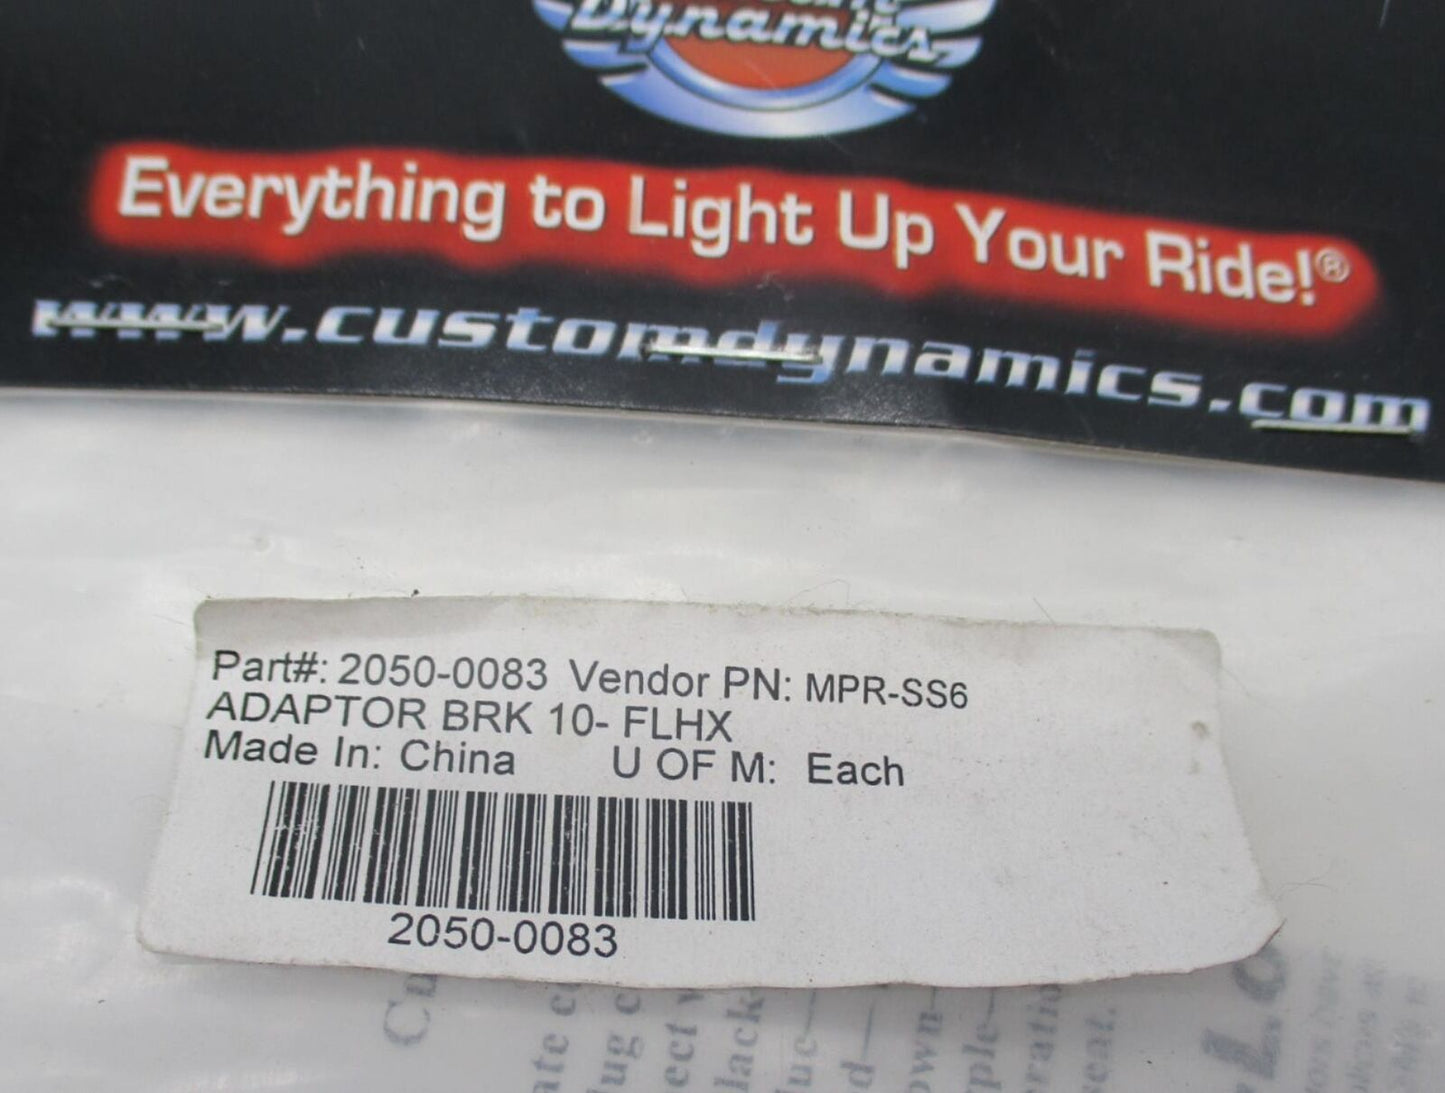 Dynamics
Everything to Light Up Your Ride!®
www.customdynamics.com
Part#: 2050-0083 Vendor PN: MPR-SS6
ADAPTOR BRK 10- FLHX
Made In: China U OF M: Each
2050-0083